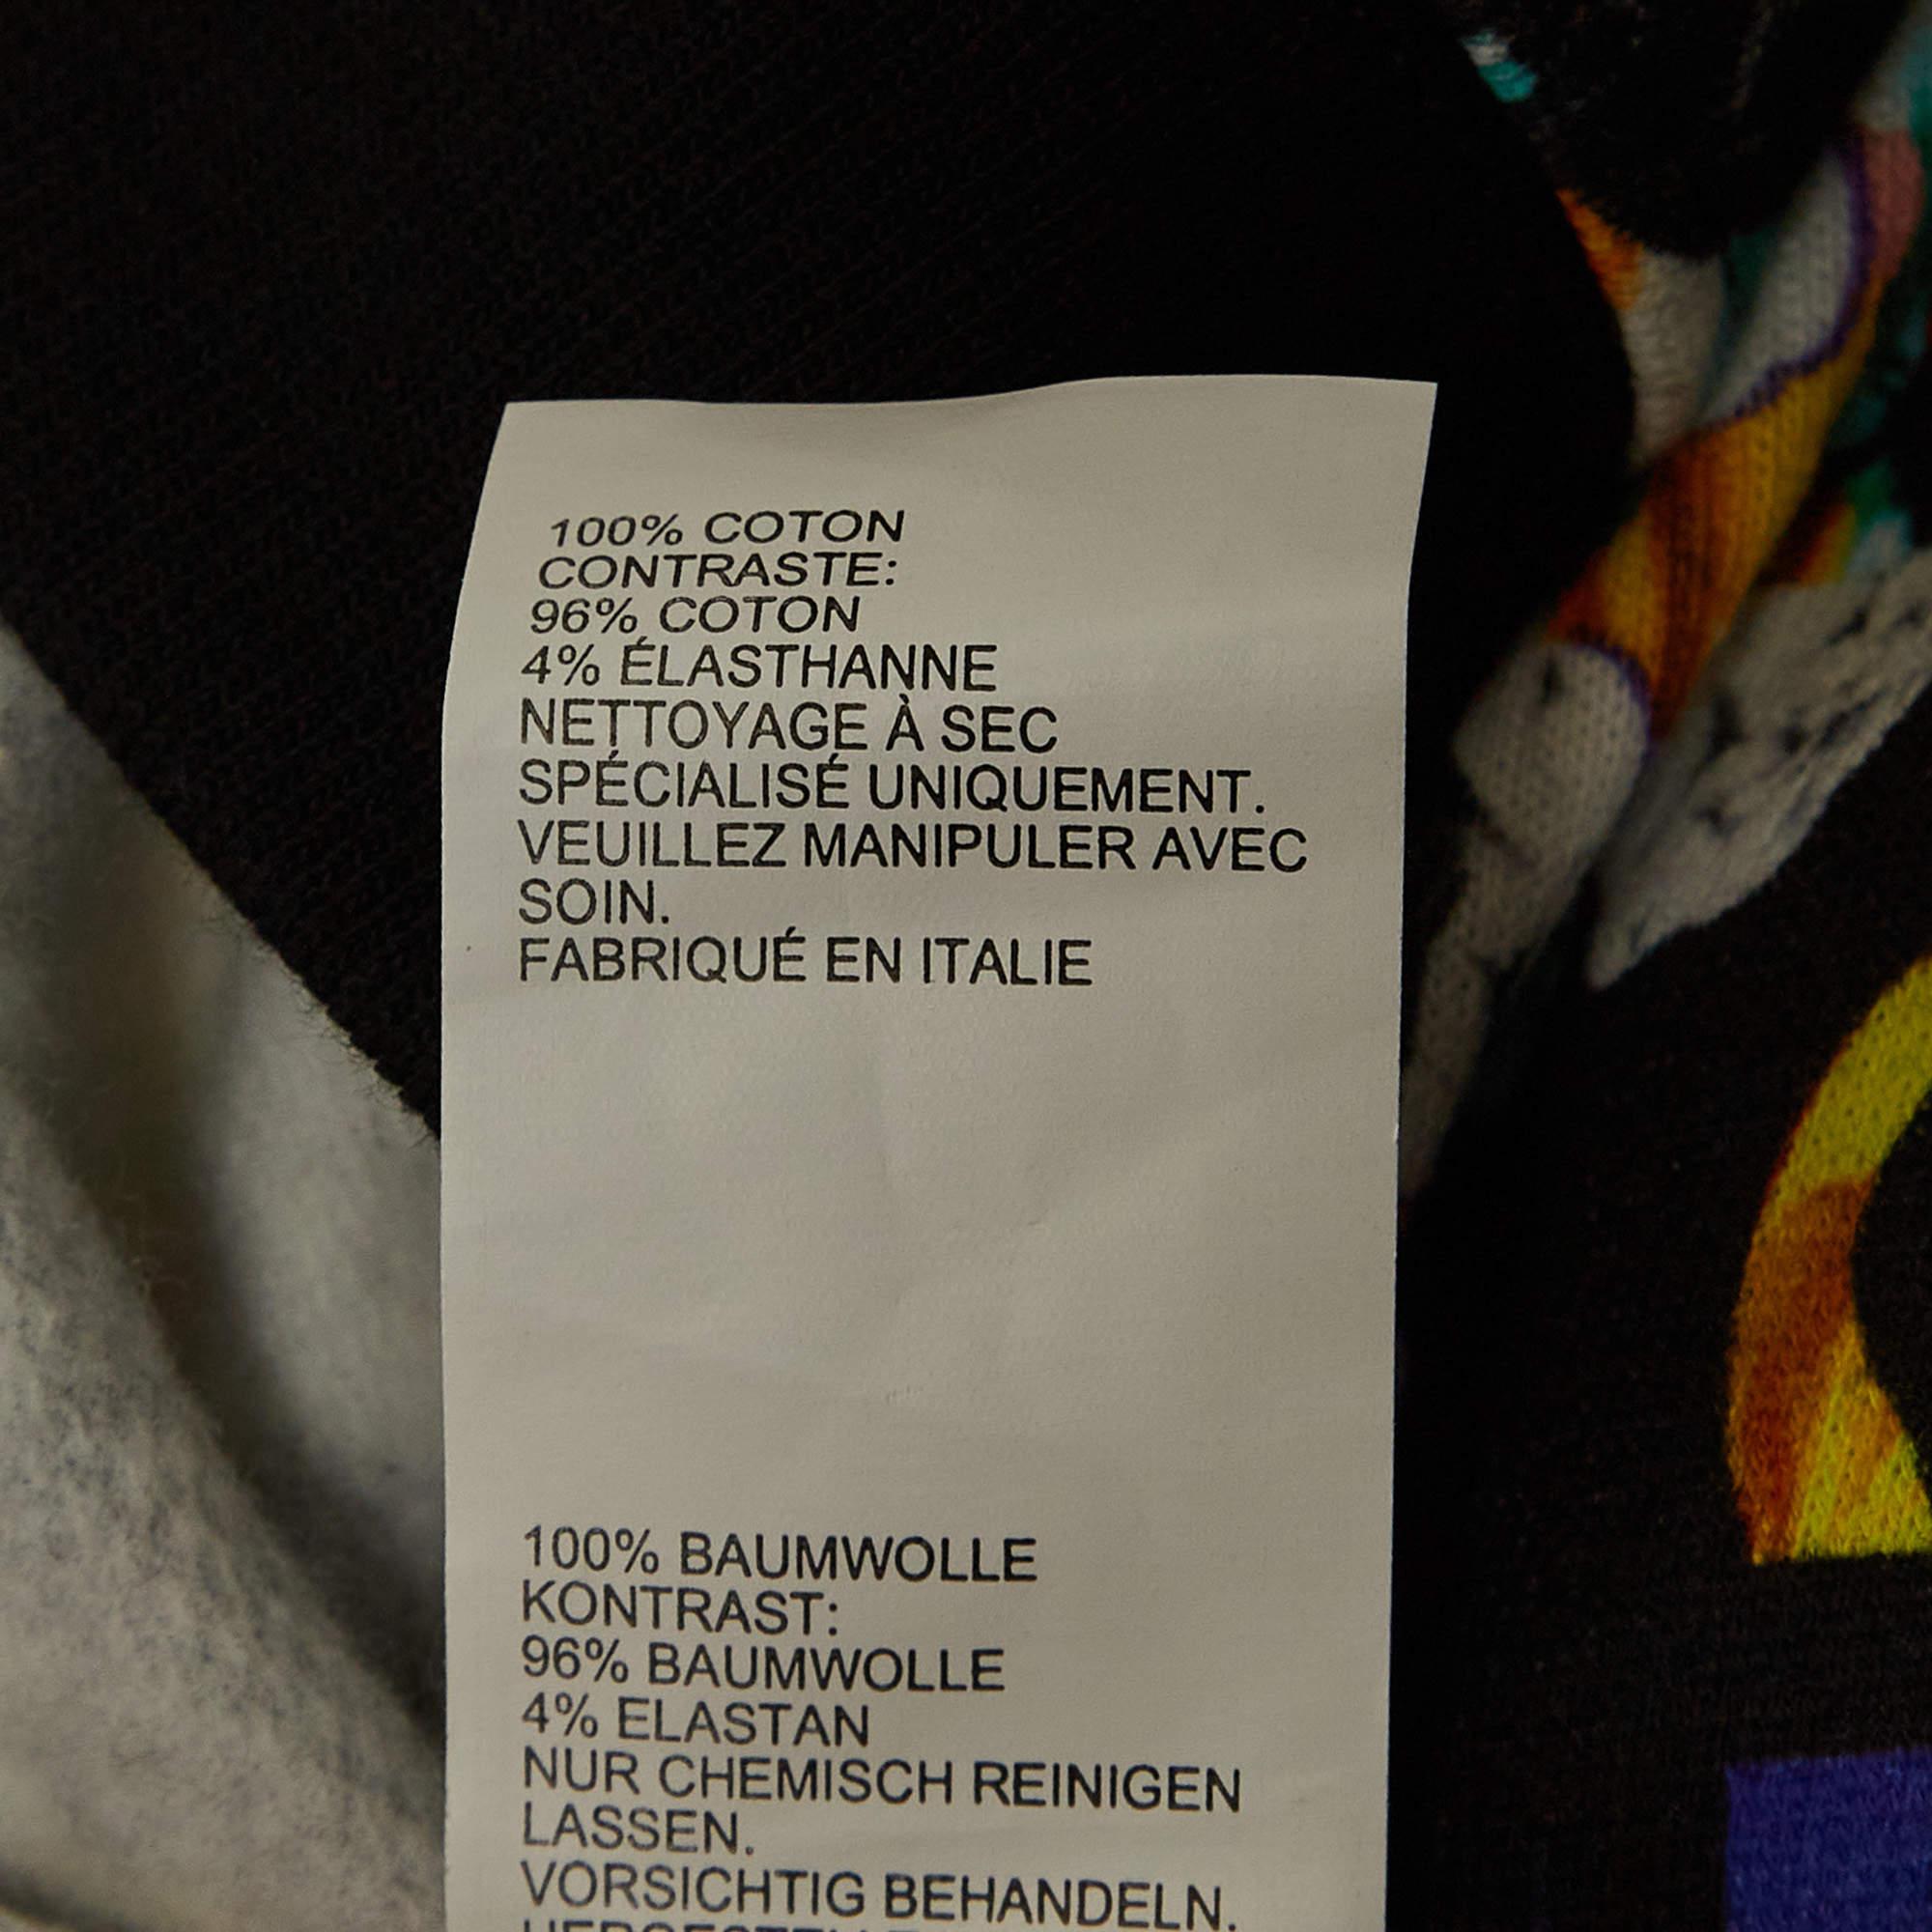 100% COTON
CONTRASTE:
96% COTON
4% ÉLASTHANNE
NETTOYAGE À SEC
SPÉCIALISÉ UNIQUEMENT.
VEUILLEZ MANIPULER AVEC
SOIN.
FABRIQUÉ EN ITALIE
100% BAUMWOLLE
KONTRAST:
96% BAUMWOLLE
4% ELASTAN
NUR CHEMISCH REINIGEN
LASSEN.
VORSICHTIG BEHANDELN.